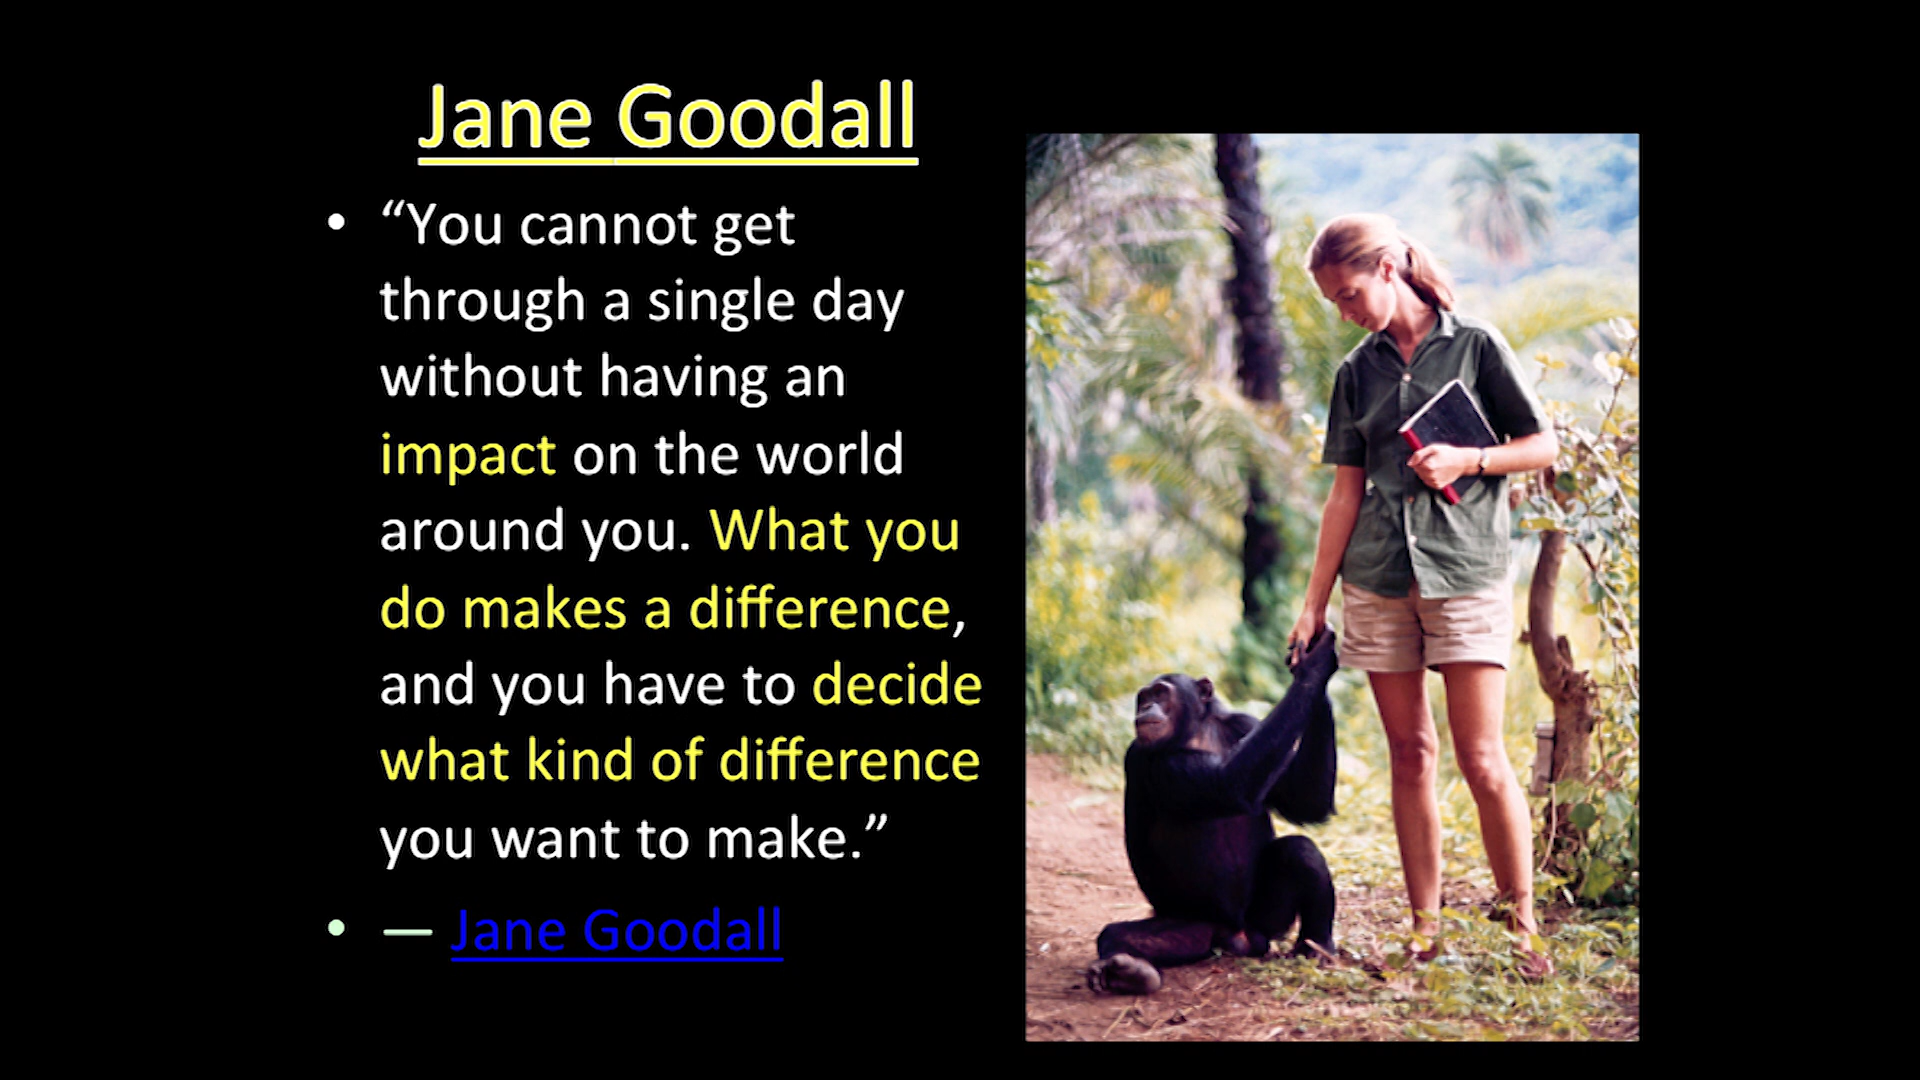 Jane Goodall
• “You cannot get
through a single day
without having an
impact on the world
around you. What you
do makes a difference,
and you have to decide
what kind of difference
you want to make.”
• — Jane Goodall